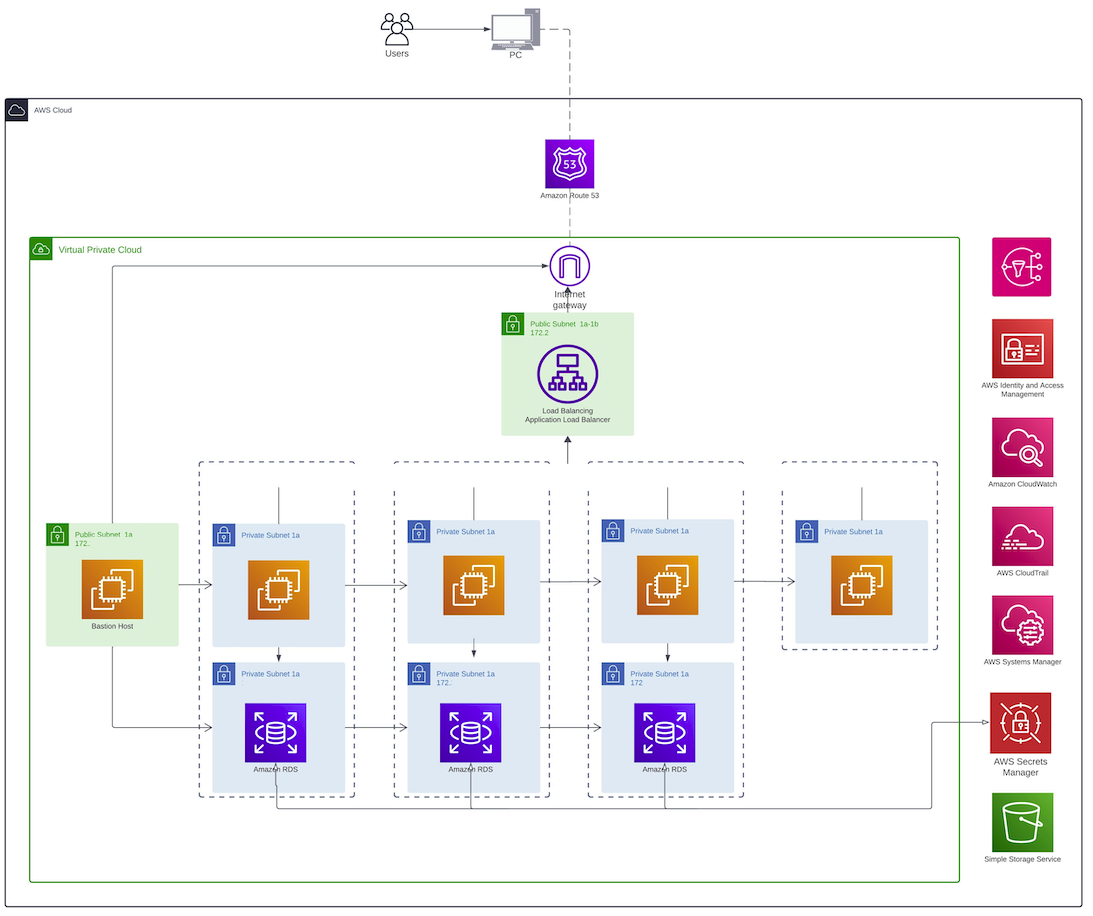 Users
PC
AWS Cloud
53
Amazon Route 53
Virtual Private Cloud
Internet
gateway
Public Subnet 1a-1b
172.2
Load Balancing
Application Load Balancer
AWS Identity and Access
Management
Amazon CloudWatch
Public Subnet 1a
172.
Bastion Host
Private Subnet 1a
Private Subnet 1a
Private Subnet 1a
Private Subnet 1a
AWS CloudTrail
AWS Systems Manager
Private Subnet 1a
Amazon RDS
Private Subnet 1a
172.
Amazon RDS
Private Subnet 1a
172
Amazon RDS
AWS Secrets
Manager
Simple Storage Service